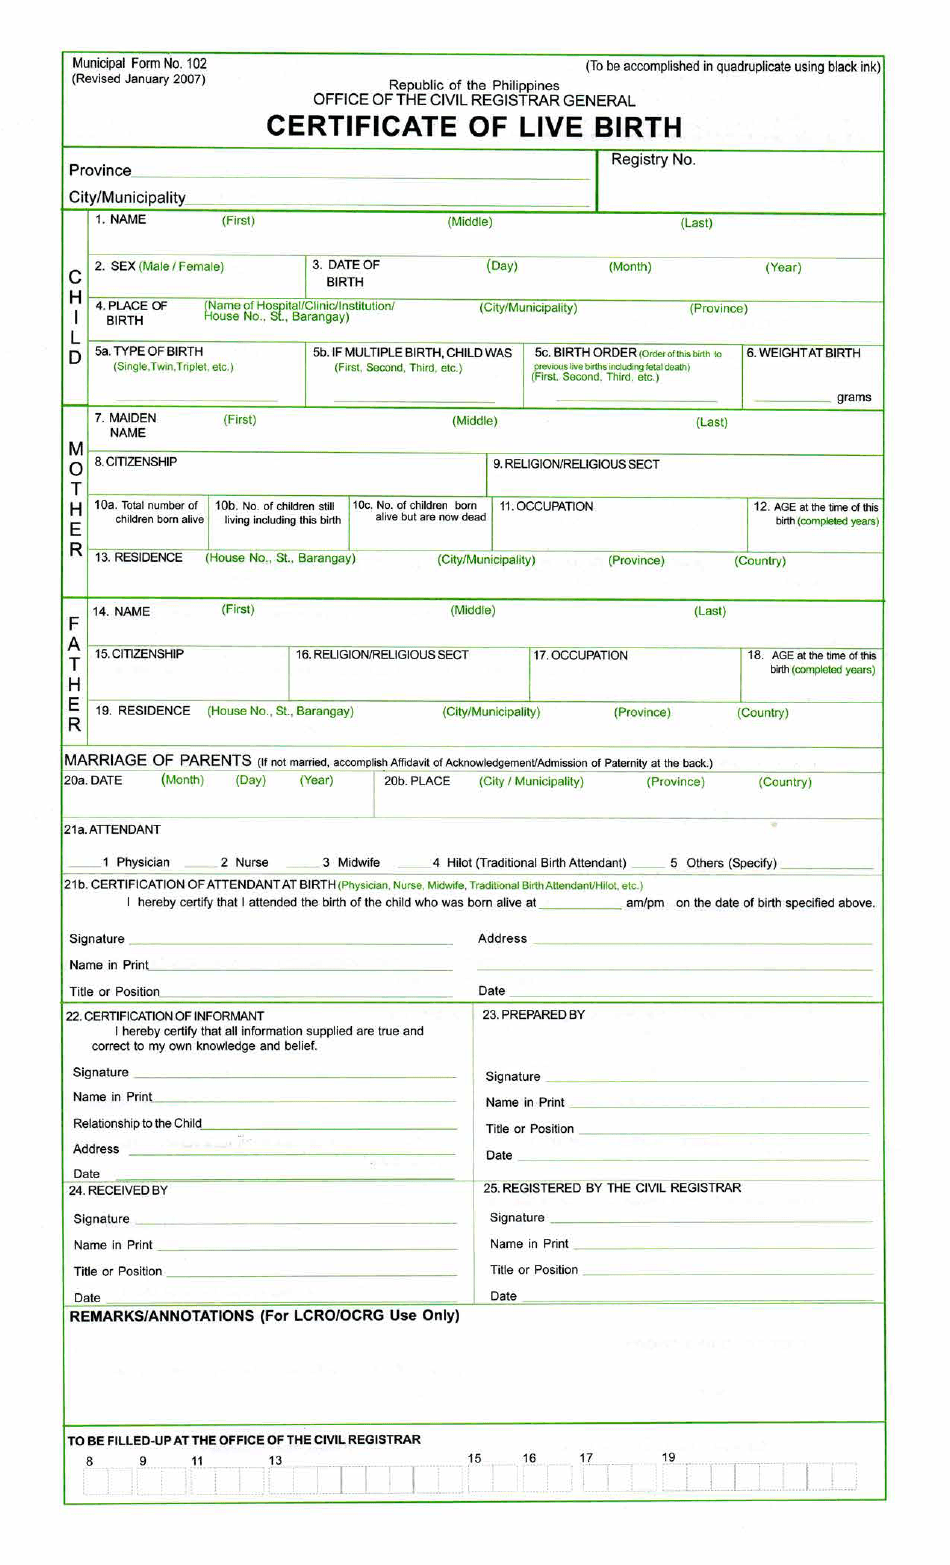 Municipal Form No. 102
(Revised January 2007)
(To be accomplished in quadruplicate using black ink)
Republic of the Philippines
OFFICE OF THE CIVIL REGISTRAR GENERAL
CERTIFICATE OF LIVE BIRTH
Province
Registry No.
City/Municipality
CHILD
1. NAME (First) (Middle) (Last)
2. SEX (Male / Female) 3. DATE OF BIRTH (Day) (Month) (Year)
4. PLACE OF BIRTH (Name of Hospital/Clinic/Institution/ House No., St., Barangay) (City/Municipality) (Province)
5a. TYPE OF BIRTH (Single,Twin,Triplet, etc.)
5b. IF MULTIPLE BIRTH, CHILD WAS (First, Second, Third, etc.)
5c. BIRTH ORDER (Order of this birth to previous live births including fetal death) (First, Second, Third, etc.)
6. WEIGHT AT BIRTH
grams
MOTHER
7. MAIDEN NAME (First) (Middle) (Last)
8. CITIZENSHIP 9. RELIGION/RELIGIOUS SECT
10a. Total number of children born alive
10b. No. of children still living including this birth
10c. No. of children born alive but are now dead
11. OCCUPATION
12. AGE at the time of this birth (completed years)
13. RESIDENCE (House No., St., Barangay) (City/Municipality) (Province) (Country)
FATHER
14. NAME (First) (Middle) (Last)
15. CITIZENSHIP 16. RELIGION/RELIGIOUS SECT 17. OCCUPATION
18. AGE at the time of this birth (completed years)
19. RESIDENCE (House No., St., Barangay) (City/Municipality) (Province) (Country)
MARRIAGE OF PARENTS (If not married, accomplish Affidavit of Acknowledgement/Admission of Paternity at the back.)
20a. DATE (Month) (Day) (Year) 20b. PLACE (City / Municipality) (Province) (Country)
21a. ATTENDANT
1 Physician 2 Nurse 3 Midwife 4 Hilot (Traditional Birth Attendant) 5 Others (Specify)
21b. CERTIFICATION OF ATTENDANT AT BIRTH (Physician, Nurse, Midwife, Traditional Birth Attendant/Hilot, etc.)
I hereby certify that I attended the birth of the child who was born alive at am/pm on the date of birth specified above.
Signature Address
Name in Print
Title or Position Date
22. CERTIFICATION OF INFORMANT
I hereby certify that all information supplied are true and
correct to my own knowledge and belief.
Signature
Name in Print
Relationship to the Child
Address
Date
23. PREPARED BY
Signature
Name in Print
Title or Position
Date
24. RECEIVED BY
Signature
Name in Print
Title or Position
Date
25. REGISTERED BY THE CIVIL REGISTRAR
Signature
Name in Print
Title or Position
Date
REMARKS/ANNOTATIONS (For LCRO/OCRG Use Only)
TO BE FILLED-UP AT THE OFFICE OF THE CIVIL REGISTRAR
8 9 11 13 15 16 17 19